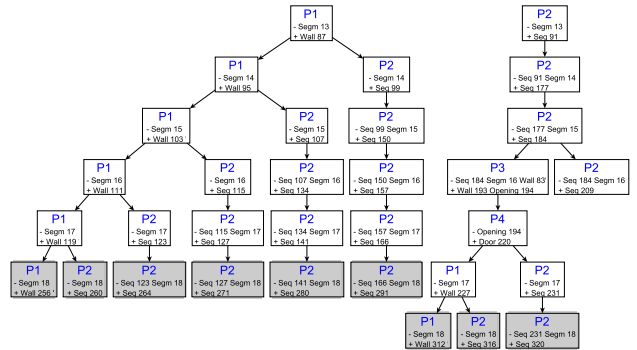 P1
- Segm 13
+ Wall 87
P2
- Segm 13
+ Seq 91
P1
- Segm 14
+ Wall 95
P2
- Segm 14
+ Seq 99
P2
- Seq 91 Segm 14
+ Seq 177
P1
- Segm 15
+ Wall 103 '
P2
- Segm 15
+ Seq 107
P2
- Seq 99 Segm 15
+ Seq 150
P2
- Seq 177 Segm 15
+ Seq 184
P1
- Segm 16
+ Wall 111
P2
- Segm 16
+ Seq 115
P2
- Seq 107 Segm 16
+ Seq 134
P2
- Seq 150 Segm 16
+ Seq 157
P3
- Seq 184 Segm 16 Wall 83'
+ Wall 193 Opening 194
P2
- Seq 184 Segm 16
+ Seq 209
P1
- Segm 17
+ Wall 119
P2
- Segm 17
+ Seq 123
P2
- Seq 115 Segm 17
+ Seq 127
P2
- Seq 134 Segm 17
+ Seq 141
P2
- Seq 157 Segm 17
+ Seq 166
P4
- Opening 194
+ Door 220
P1
- Segm 18
+ Wall 256 '
P2
- Segm 18
+ Seq 260
P2
- Seq 123 Segm 18
+ Seq 264
P2
- Seq 127 Segm 18
+ Seq 271
P2
- Seq 141 Segm 18
+ Seq 280
P2
- Seq 166 Segm 18
+ Seq 291
P1
- Segm 17
+ Wall 227
P2
- Segm 17
+ Seq 231
P1
- Segm 18
+ Wall 312
P2
- Segm 18
+ Seq 316
P2
- Seq 231 Segm 18
+ Seq 320